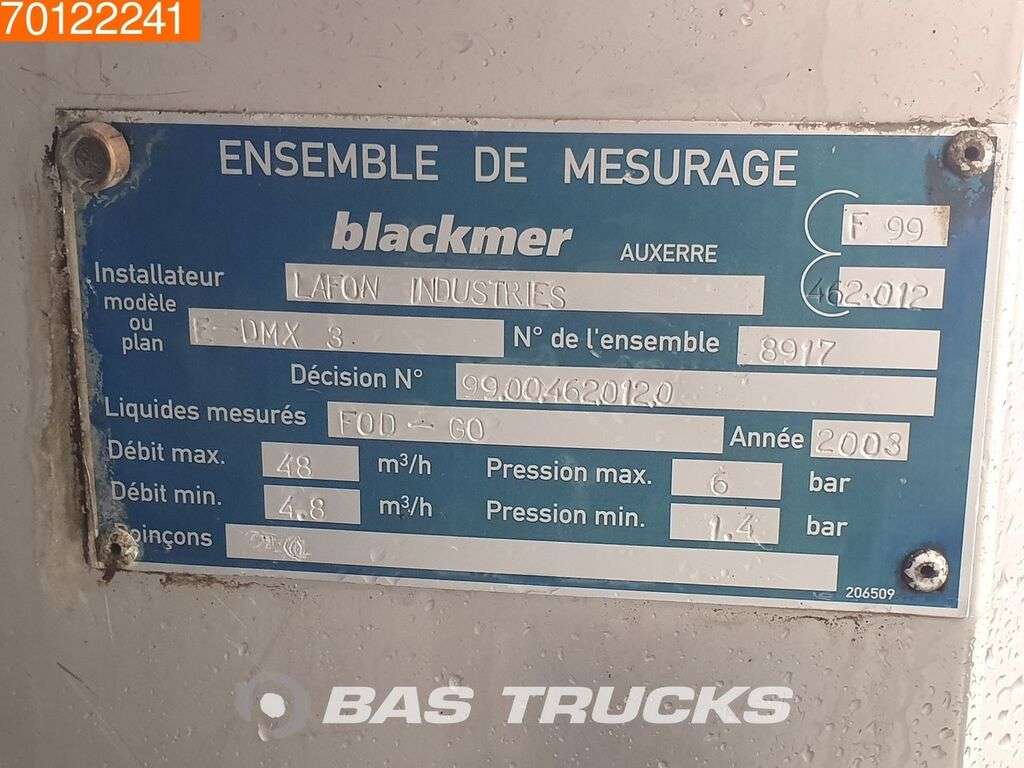 70122241
ENSEMBLE DE MESURAGE
blackmer AUXERRE
F 99
462.012
Installateur LAFON INDUSTRIES
modèle ou plan E-DMX 3 N° de l'ensemble 8917
Décision N° 99.00.462.012.0
Liquides mesurés FOD - GO Année 2003
Débit max. 48 m³/h Pression max. 6 bar
Débit min. 4.8 m³/h Pression min. 1.4 bar
Poinçons
206509
BAS TRUCKS